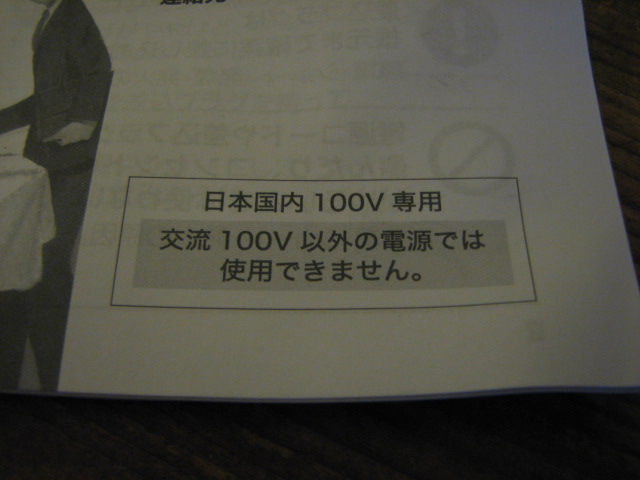 日本国内 100V 専用
交流 100V 以外の電源では
使用できません。